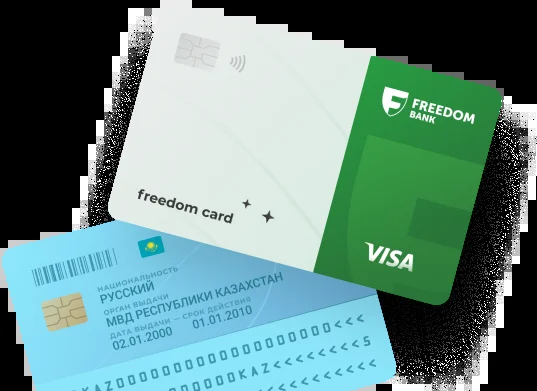 FREEDOM
BANK
freedom card
VISA
НАЦИОНАЛЬНОСТЬ
РУССКИЙ
ОРГАН ВЫДАЧИ
МВД РЕСПУБЛИКИ КАЗАХСТАН
ДАТА ВЫДАЧИ — СРОК ДЕЙСТВИЯ
02.01.2000 01.01.2010